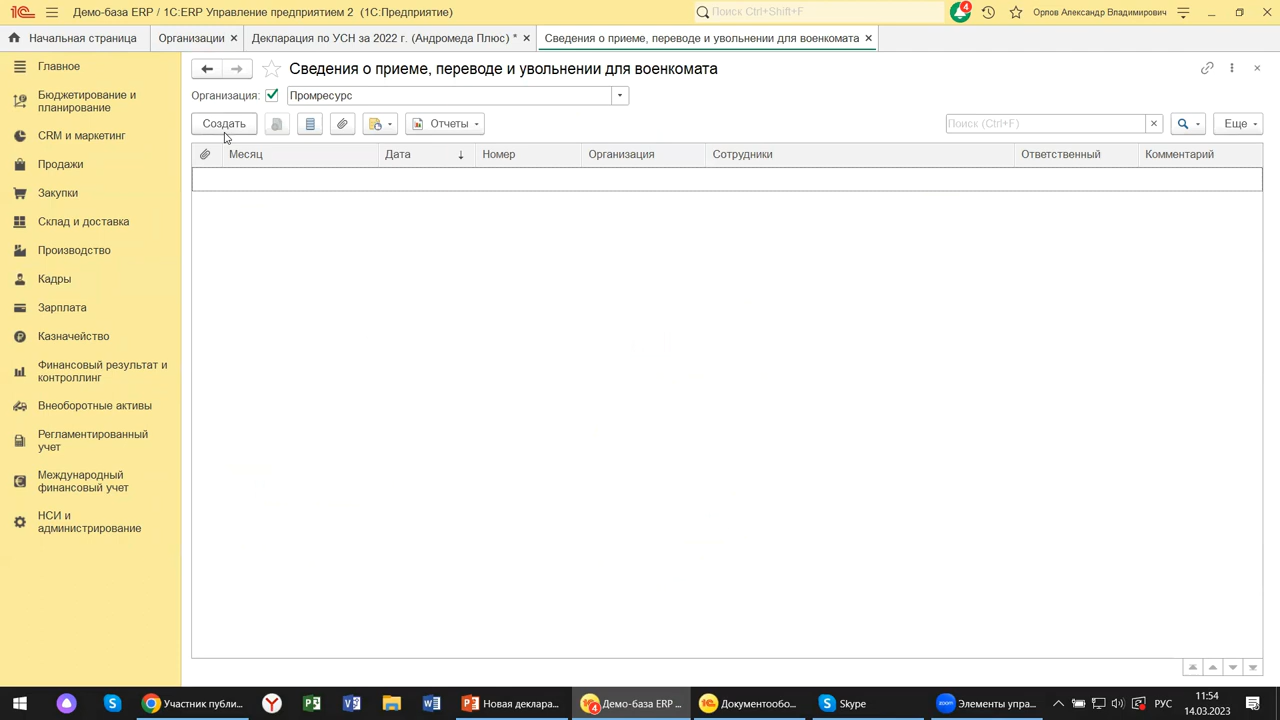 Демо-база ERP / 1С:ERP Управление предприятием 2 (1С:Предприятие)
Поиск Ctrl+Shift+F
4
Орлов Александр Владимирович
Начальная страница
Организации
Декларация по УСН за 2022 г. (Андромеда Плюс) *
Сведения о приеме, переводе и увольнении для военкомата
Главное
Бюджетирование и
планирование
CRM и маркетинг
Продажи
Закупки
Склад и доставка
Производство
Кадры
Зарплата
Казначейство
Финансовый результат и
контроллинг
Внеоборотные активы
Регламентированный
учет
Международный
финансовый учет
НСИ и
администрирование
Сведения о приеме, переводе и увольнении для военкомата
Организация:
Промресурс
Создать
Отчеты
Поиск (Ctrl+F)
Еще
Месяц
Дата
Номер
Организация
Сотрудники
Ответственный
Комментарий
Участник публи...
Новая деклара...
Демо-база ERP ...
Документообо...
Skype
Элементы упра...
РУС
11:54
14.03.2023